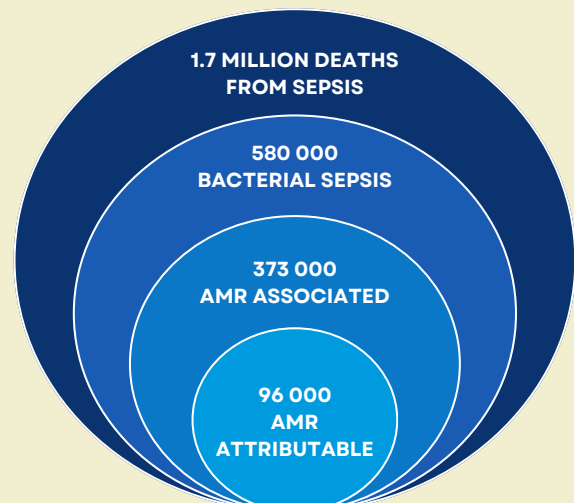 1.7 MILLION DEATHS
FROM SEPSIS
580 000
BACTERIAL SEPSIS
373 000
AMR ASSOCIATED
96 000
AMR
ATTRIBUTABLE